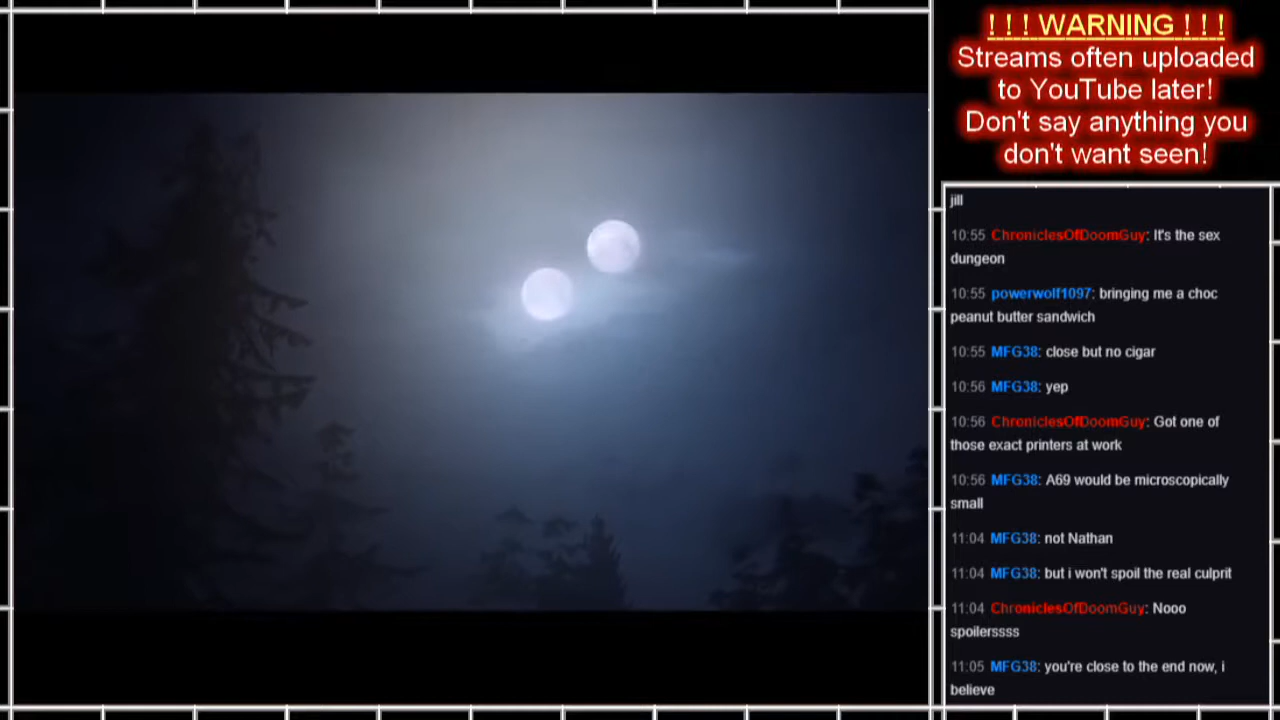 ! ! ! WARNING ! ! !
Streams often uploaded
to YouTube later!
Don't say anything you
don't want seen!
jill
10:55 ChroniclesOfDoomGuy: It's the sex
dungeon
10:55 powerwolf1097: bringing me a choc
peanut butter sandwich
10:55 MFG38: close but no cigar
10:56 MFG38: yep
10:56 ChroniclesOfDoomGuy: Got one of
those exact printers at work
10:56 MFG38: A69 would be microscopically
small
11:04 MFG38: not Nathan
11:04 MFG38: but i won't spoil the real culprit
11:04 ChroniclesOfDoomGuy: Nooo
spoilerssss
11:05 MFG38: you're close to the end now, i
believe